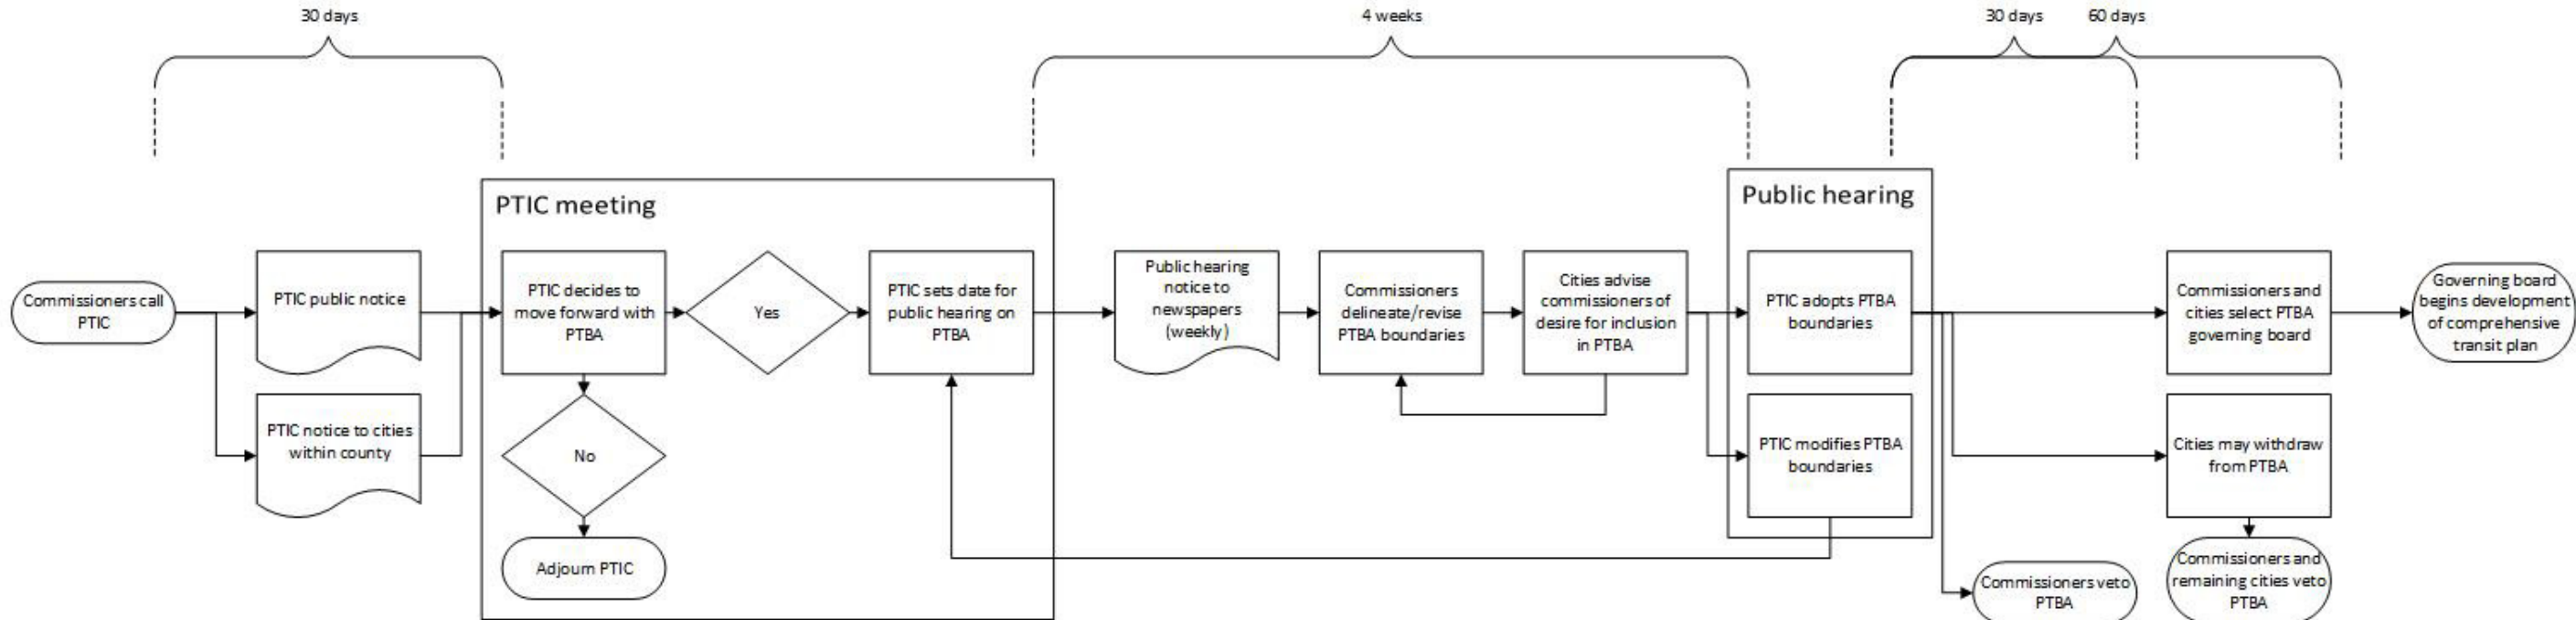 30 days
4 weeks
30 days
60 days
PTIC meeting
Public hearing
Commissioners call
PTIC
PTIC public notice
PTIC notice to cities
within county
PTIC decides to
move forward with
PTBA
Yes
No
Adjourn PTIC
PTIC sets date for
public hearing on
PTBA
Public hearing
notice to
newspapers
(weekly)
Commissioners
delineate/revise
PTBA boundaries
Cities advise
commissioners of
desire for inclusion
in PTBA
PTIC adopts PTBA
boundaries
PTIC modifies PTBA
boundaries
Commissioners and
cities select PTBA
governing board
Governing board
begins development
of comprehensive
transit plan
Cities may withdraw
from PTBA
Commissioners veto
PTBA
Commissioners and
remaining cities veto
PTBA